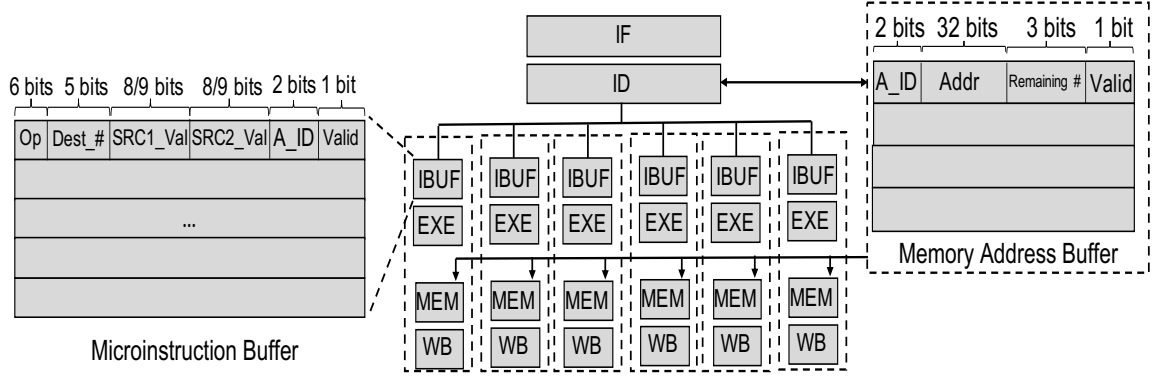 IF
ID
2 bits 32 bits 3 bits 1 bit
A_ID Addr Remaining # Valid
Memory Address Buffer
6 bits 5 bits 8/9 bits 8/9 bits 2 bits 1 bit
Op Dest_# SRC1_Val SRC2_Val A_ID Valid
...
Microinstruction Buffer
IBUF IBUF IBUF IBUF IBUF IBUF
EXE EXE EXE EXE EXE EXE
MEM MEM MEM MEM MEM MEM
WB WB WB WB WB WB